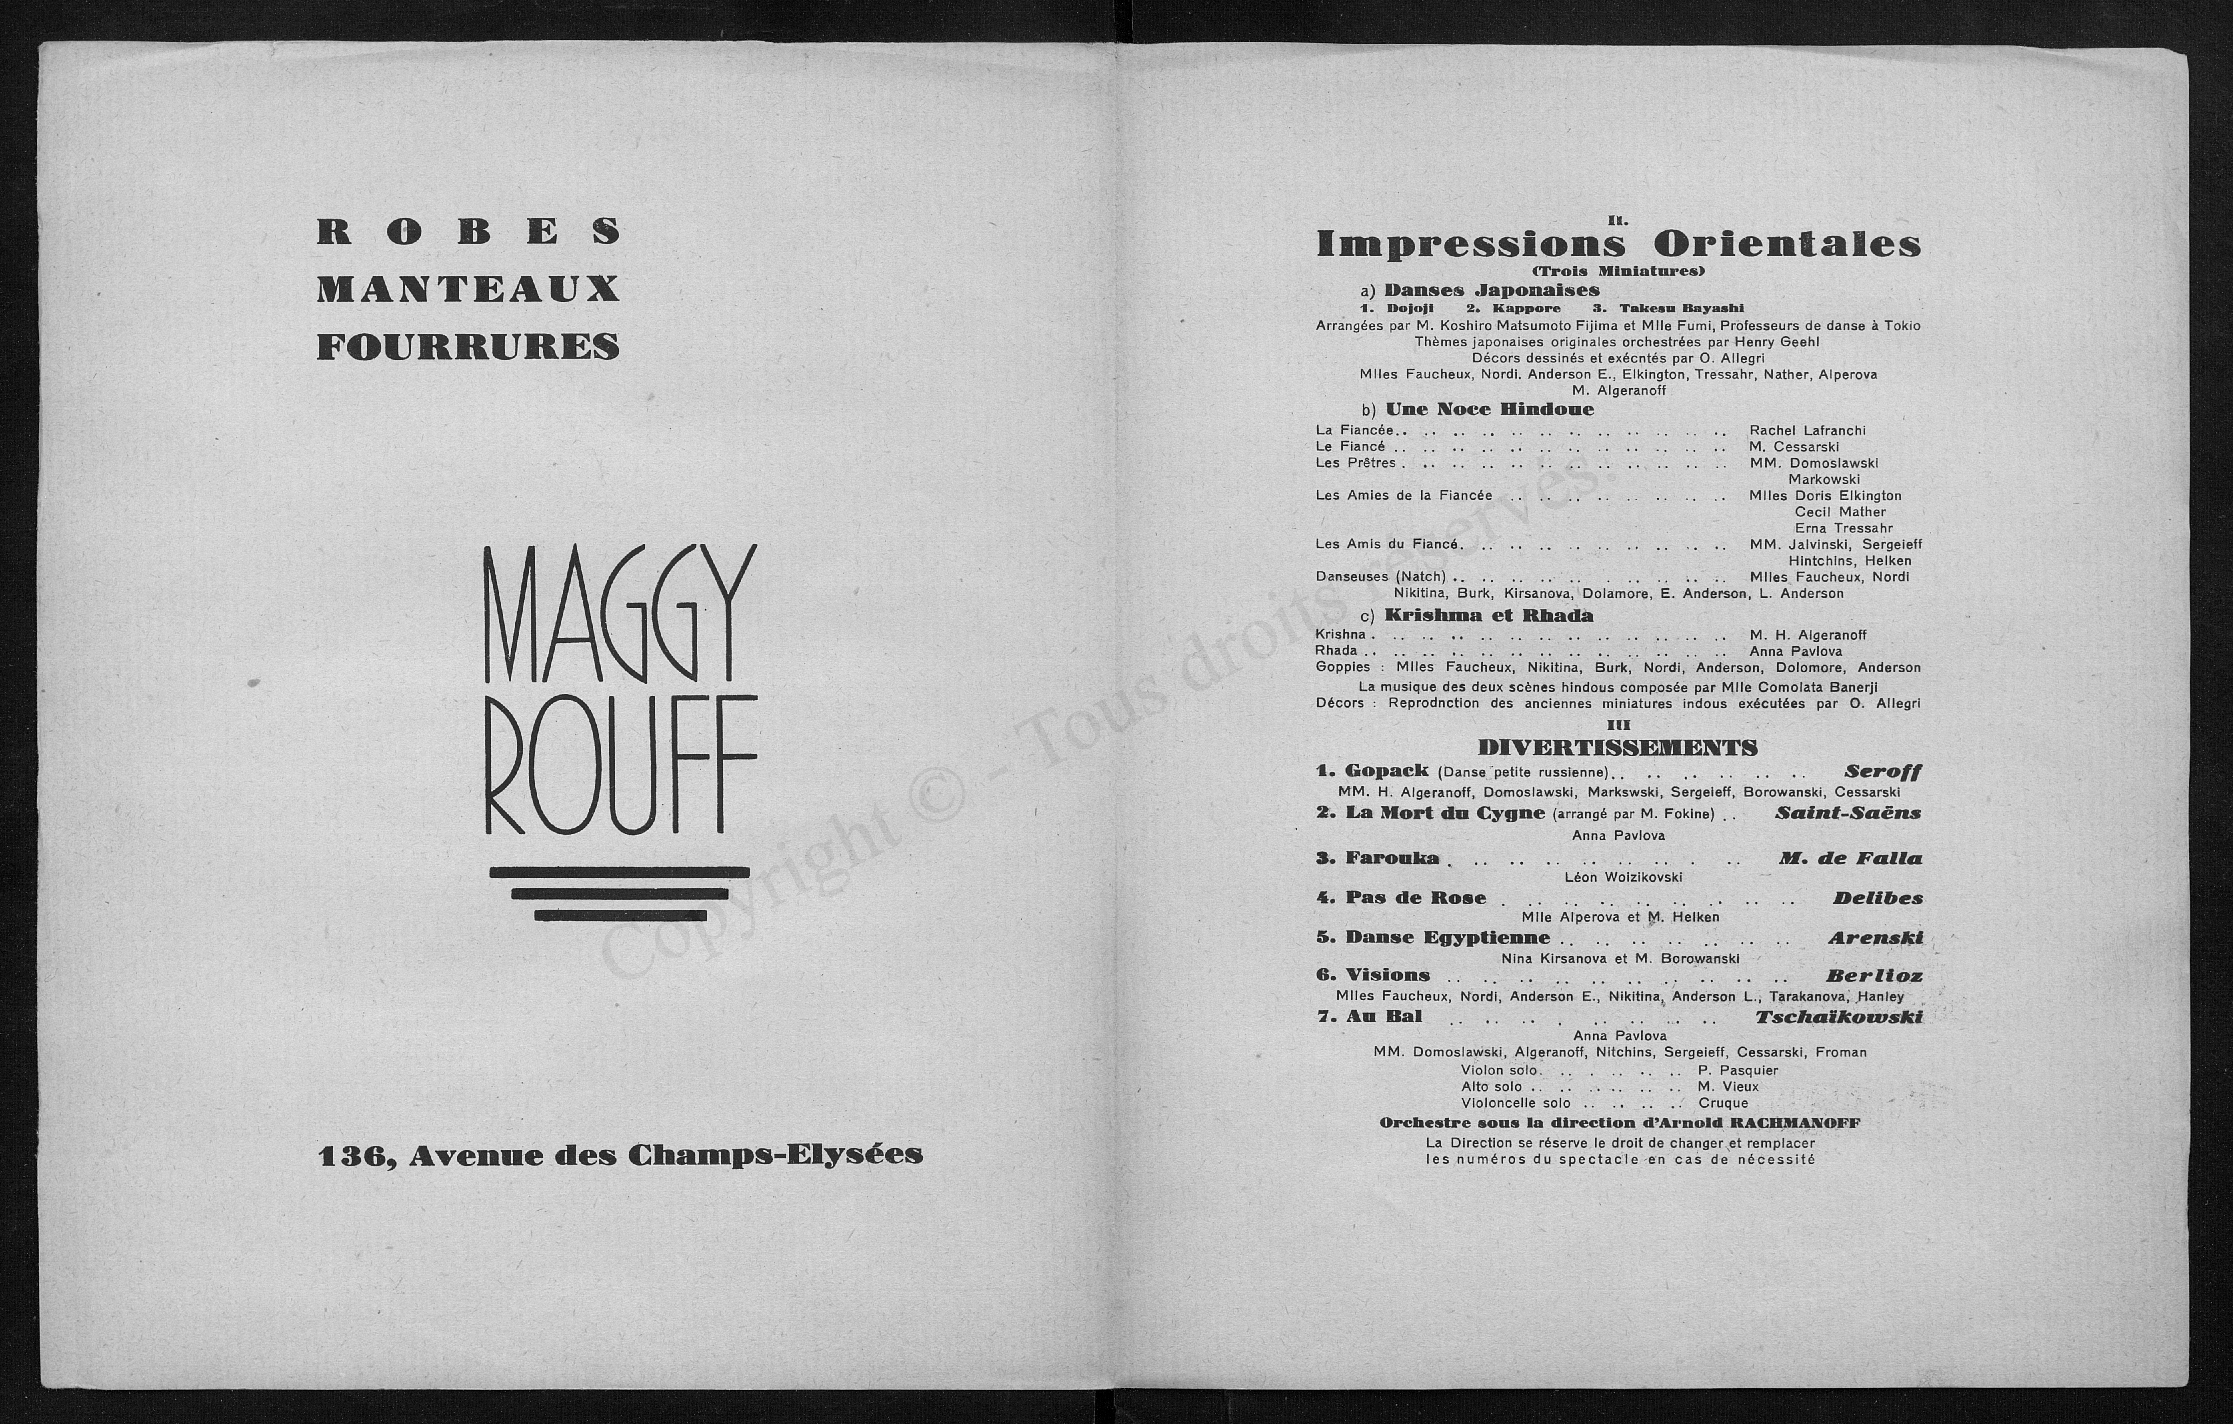 ROBES
MANTEAUX
FOURRURES
MAGGY
ROUFF
136, Avenue des Champs-Elysées
II.
Impressions Orientales
(Trois Miniatures)
a) Danses Japonaises
1. Dojoji 2. Kappore 3. Takesu Bayashi
Arrangées par M. Koshiro Matsumoto Fijima et Mlle Fumi, Professeurs de danse à Tokio
Thèmes japonaises originales orchestrées par Henry Geehl
Décors dessinés et exécntés par O. Allegri
Mlles Faucheux, Nordi. Anderson E., Elkington, Tressahr, Nather, Alperova
M. Algeranoff
b) Une Noce Hindoue
La Fiancée.. .. .. .. .. .. .. .. .. .. .. .. Rachel Lafranchi
Le Fiancé .. .. .. .. .. .. .. .. .. .. .. .. M. Cessarski
Les Prêtres . .. .. .. .. .. .. .. .. .. .. .. MM. Domoslawski
Markowski
Les Amies de la Fiancée .. .. .. .. .. .. .. .. Mlles Doris Elkington
Cecil Mather
Erna Tressahr
Les Amis du Fiancé. .. .. .. .. .. .. .. .. .. MM. Jalvinski, Sergeieff
Hintchins, Helken
Danseuses (Natch) .. .. .. .. .. . .. .. .. .. Mlles Faucheux, Nordi
Nikitina, Burk, Kirsanova, Dolamore, E. Anderson, L. Anderson
c) Krishma et Rhada
Krishna . .. .. .. .. .. .. .. .. .. .. .. .. M. H. Algeranoff
Rhada .. .. .. .. .. .. .. .. .. .. .. .. .. Anna Pavlova
Goppies : Mlles Faucheux, Nikitina, Burk, Nordi, Anderson, Dolomore, Anderson
La musique des deux scènes hindous composée par Mlle Comolata Banerji
Décors : Reprodnction des anciennes miniatures indous exécutées par O. Allegri
III
DIVERTISSEMENTS
1. Gopack (Danse petite russienne).. .. .. .. .. .. .. Seroff
MM. H. Algeranoff, Domoslawski, Markswski, Sergeieff, Borowanski, Cessarski
2. La Mort du Cygne (arrangé par M. Fokine) .. Saint-Saëns
Anna Pavlova
3. Farouka . .. .. .. .. .. .. . .. M. de Falla
Léon Woizikovski
4. Pas de Rose . .. .. .. .. .. .. .. .. Delibes
Mlle Alperova et M. Helken
5. Danse Egyptienne .. .. .. .. .. .. .. Arenski
Nina Kirsanova et M. Borowanski
6. Visions .. .. .. .. .. .. .. .. .. .. Berlioz
Mlles Faucheux, Nordi, Anderson E., Nikitina, Anderson L., Tarakanova, Hanley
7. Au Bal .. .. .. . .. .. .. .. Tschaïkowski
Anna Pavlova
MM. Domoslawski, Algeranoff, Nitchins, Sergeieff, Cessarski, Froman
Violon solo. .. .. .. .. .. P. Pasquier
Alto solo .. .. .. .. .. .. M. Vieux
Violoncelle solo .. .. .. .. Cruque
Orchestre sous la direction d'Arnold RACHMANOFF
La Direction se réserve le droit de changer et remplacer
les numéros du spectacle en cas de nécessité
Copyright © - Tous droits réservés.